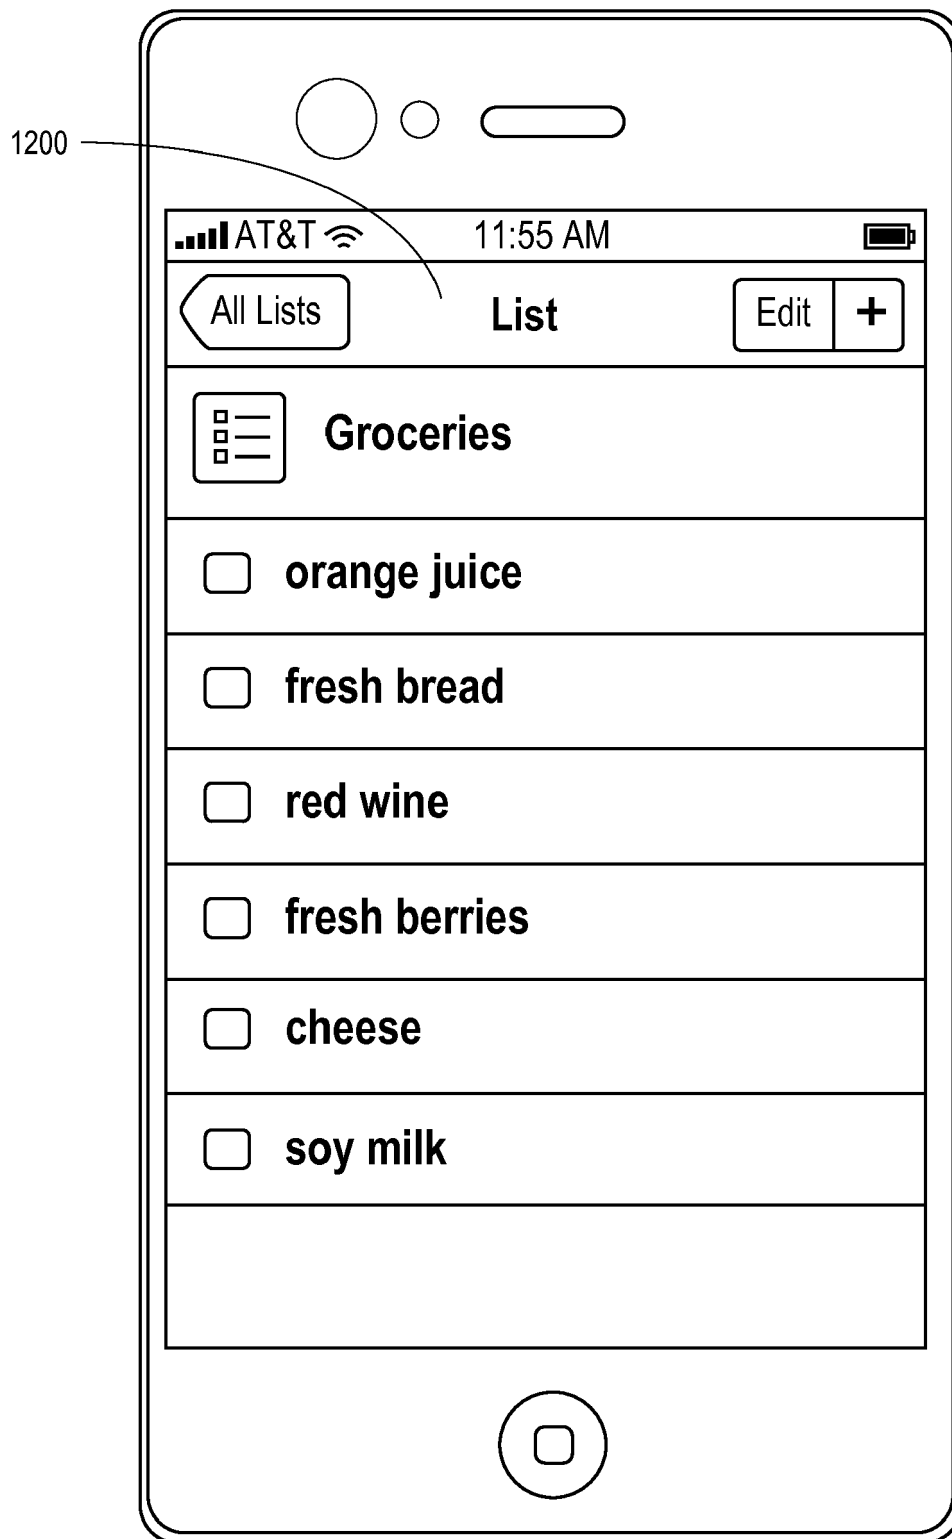 1200
AT&T 11:55 AM
All Lists List Edit +
Groceries
orange juice
fresh bread
red wine
fresh berries
cheese
soy milk